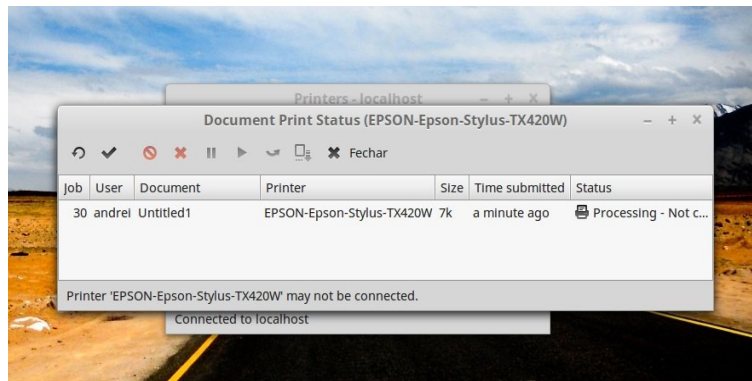 Printers - localhost
Document Print Status (EPSON-Epson-Stylus-TX420W)
Fechar
Job User Document Printer Size Time submitted Status
30 andrei Untitled1 EPSON-Epson-Stylus-TX420W 7k a minute ago Processing - Not c...
Printer 'EPSON-Epson-Stylus-TX420W' may not be connected.
Connected to localhost